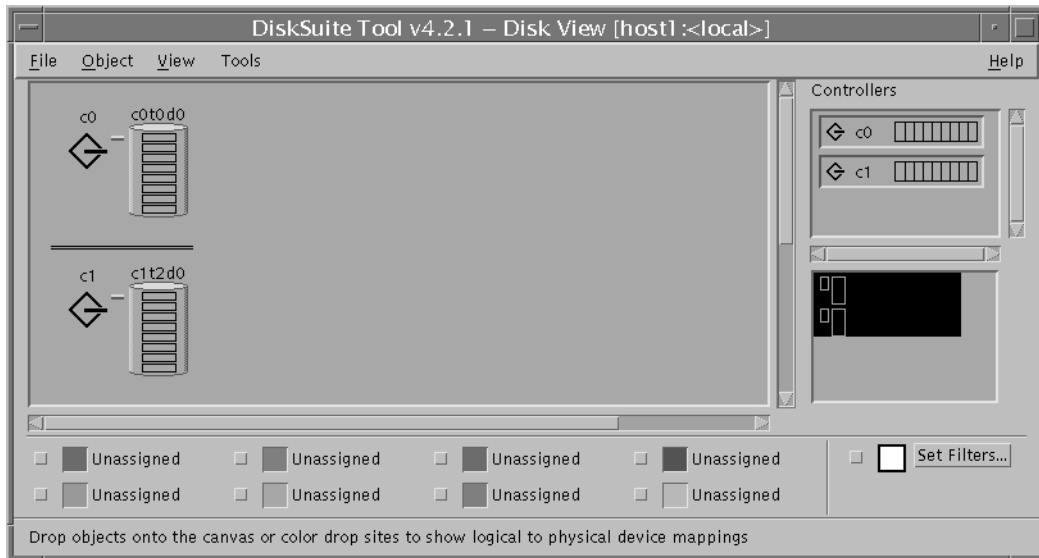 DiskSuite Tool v4.2.1 – Disk View [host1:<local>]
File Object View Tools Help
Controllers
c0 c0t0d0
c0
c1
c1 c1t2d0
Unassigned Unassigned Unassigned Unassigned Set Filters...
Unassigned Unassigned Unassigned Unassigned
Drop objects onto the canvas or color drop sites to show logical to physical device mappings